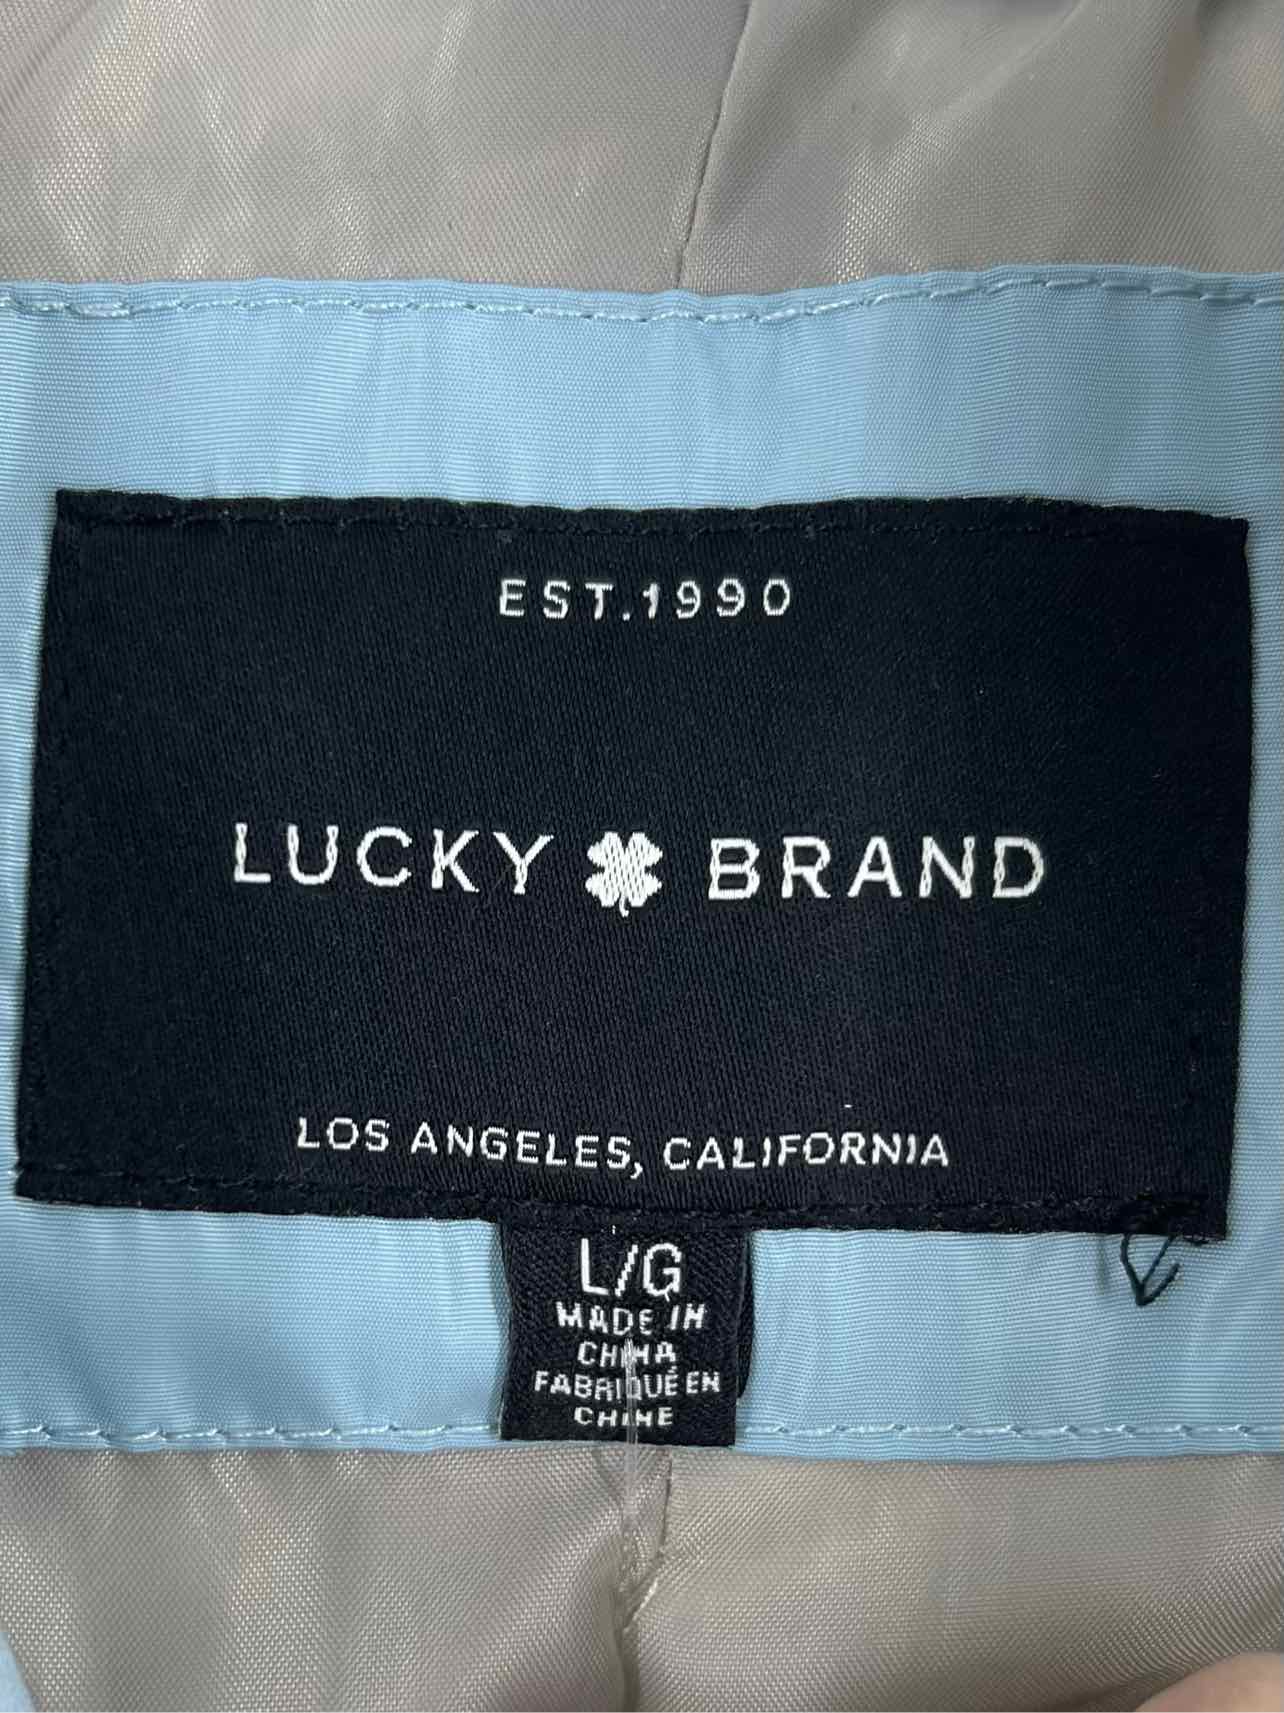 EST.1990
LUCKY BRAND
LOS ANGELES, CALIFORNIA
L/G
MADE IN
CHINA
FABRIQUÉ EN
CHINE